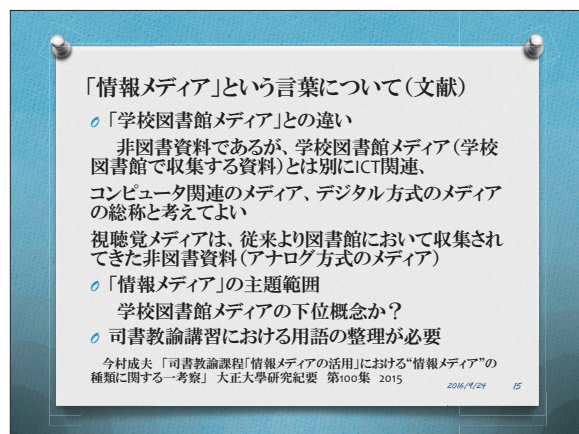 「情報メディア」という言葉について(文献)
「学校図書館メディア」との違い
非図書資料であるが、学校図書館メディア(学校
図書館で収集する資料)とは別にICT関連、
コンピュータ関連のメディア、デジタル方式のメディア
の総称と考えてよい
視聴覚メディアは、従来より図書館において収集され
てきた非図書資料(アナログ方式のメディア)
「情報メディア」の主題範囲
学校図書館メディアの下位概念か?
司書教諭講習における用語の整理が必要
今村成夫 「司書教諭課程「情報メディアの活用」における“情報メディア”の
種類に関する一考察」 大正大學研究紀要 第100集 2015
2016/9/24 15